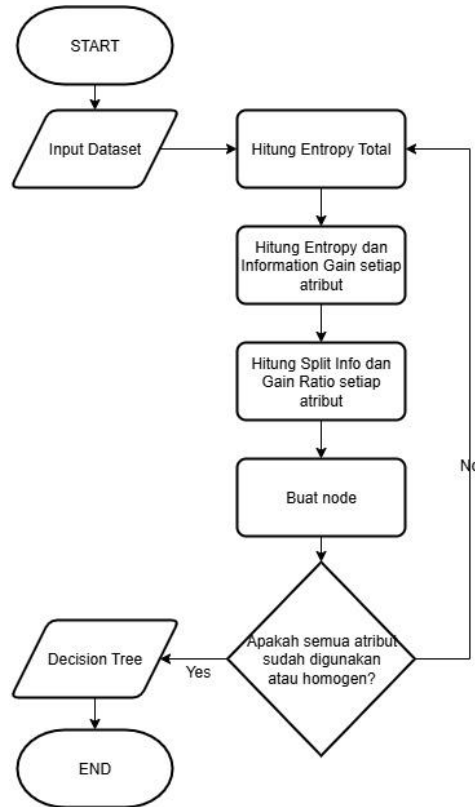 START
Input Dataset
Hitung Entropy Total
Hitung Entropy dan
Information Gain setiap
atribut
Hitung Split Info dan
Gain Ratio setiap
atribut
No
Buat node
Apakah semua atribut
sudah digunakan
atau homogen?
Yes
Decision Tree
END